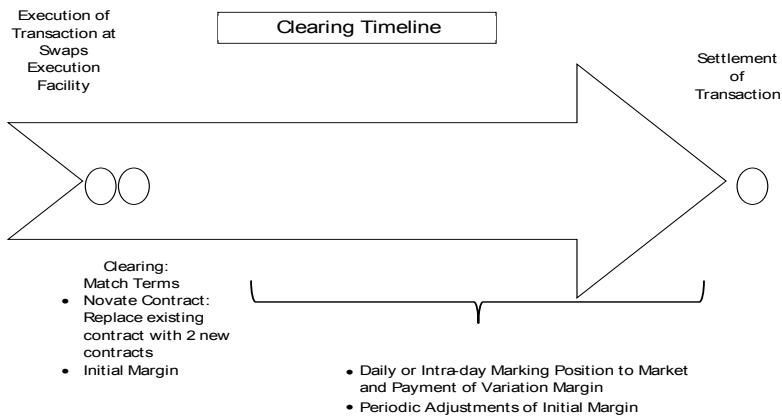 Execution of
Transaction at
Swaps
Execution
Facility
Clearing Timeline
Settlement
of
Transaction
Clearing:
Match Terms
• Novate Contract:
Replace existing
contract with 2 new
contracts
• Initial Margin
• Daily or Intra-day Marking Position to Market
and Payment of Variation Margin
• Periodic Adjustments of Initial Margin